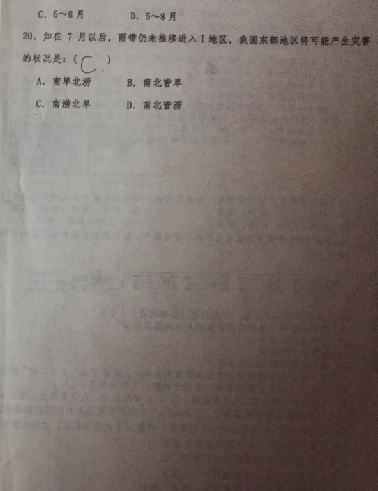 C. 6～8月 D. 5～8月
20. 如在 7 月以后，雨带仍未推移进入 I 地区，我国东部地区将可能产生灾害
的状况是：( C )
A. 南旱北涝 B. 南北皆旱
C. 南涝北旱 D. 南北皆涝